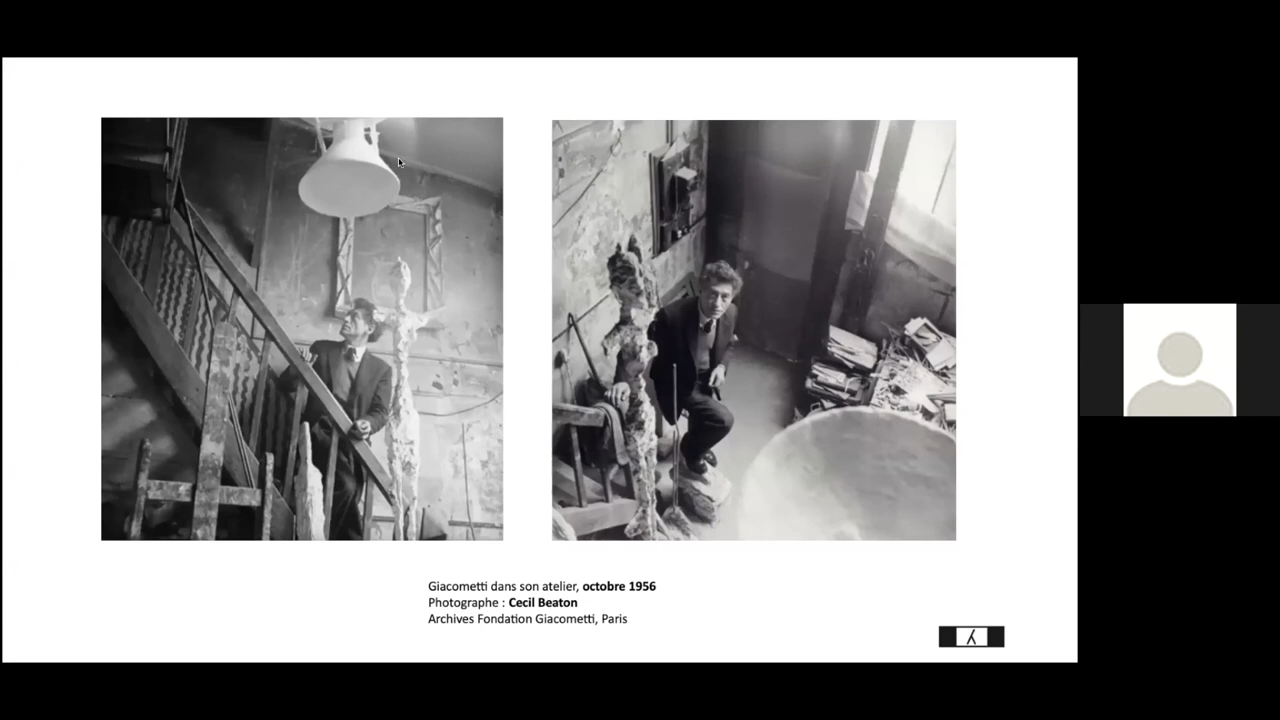 Giacometti dans son atelier, octobre 1956
Photographe : Cecil Beaton
Archives Fondation Giacometti, Paris